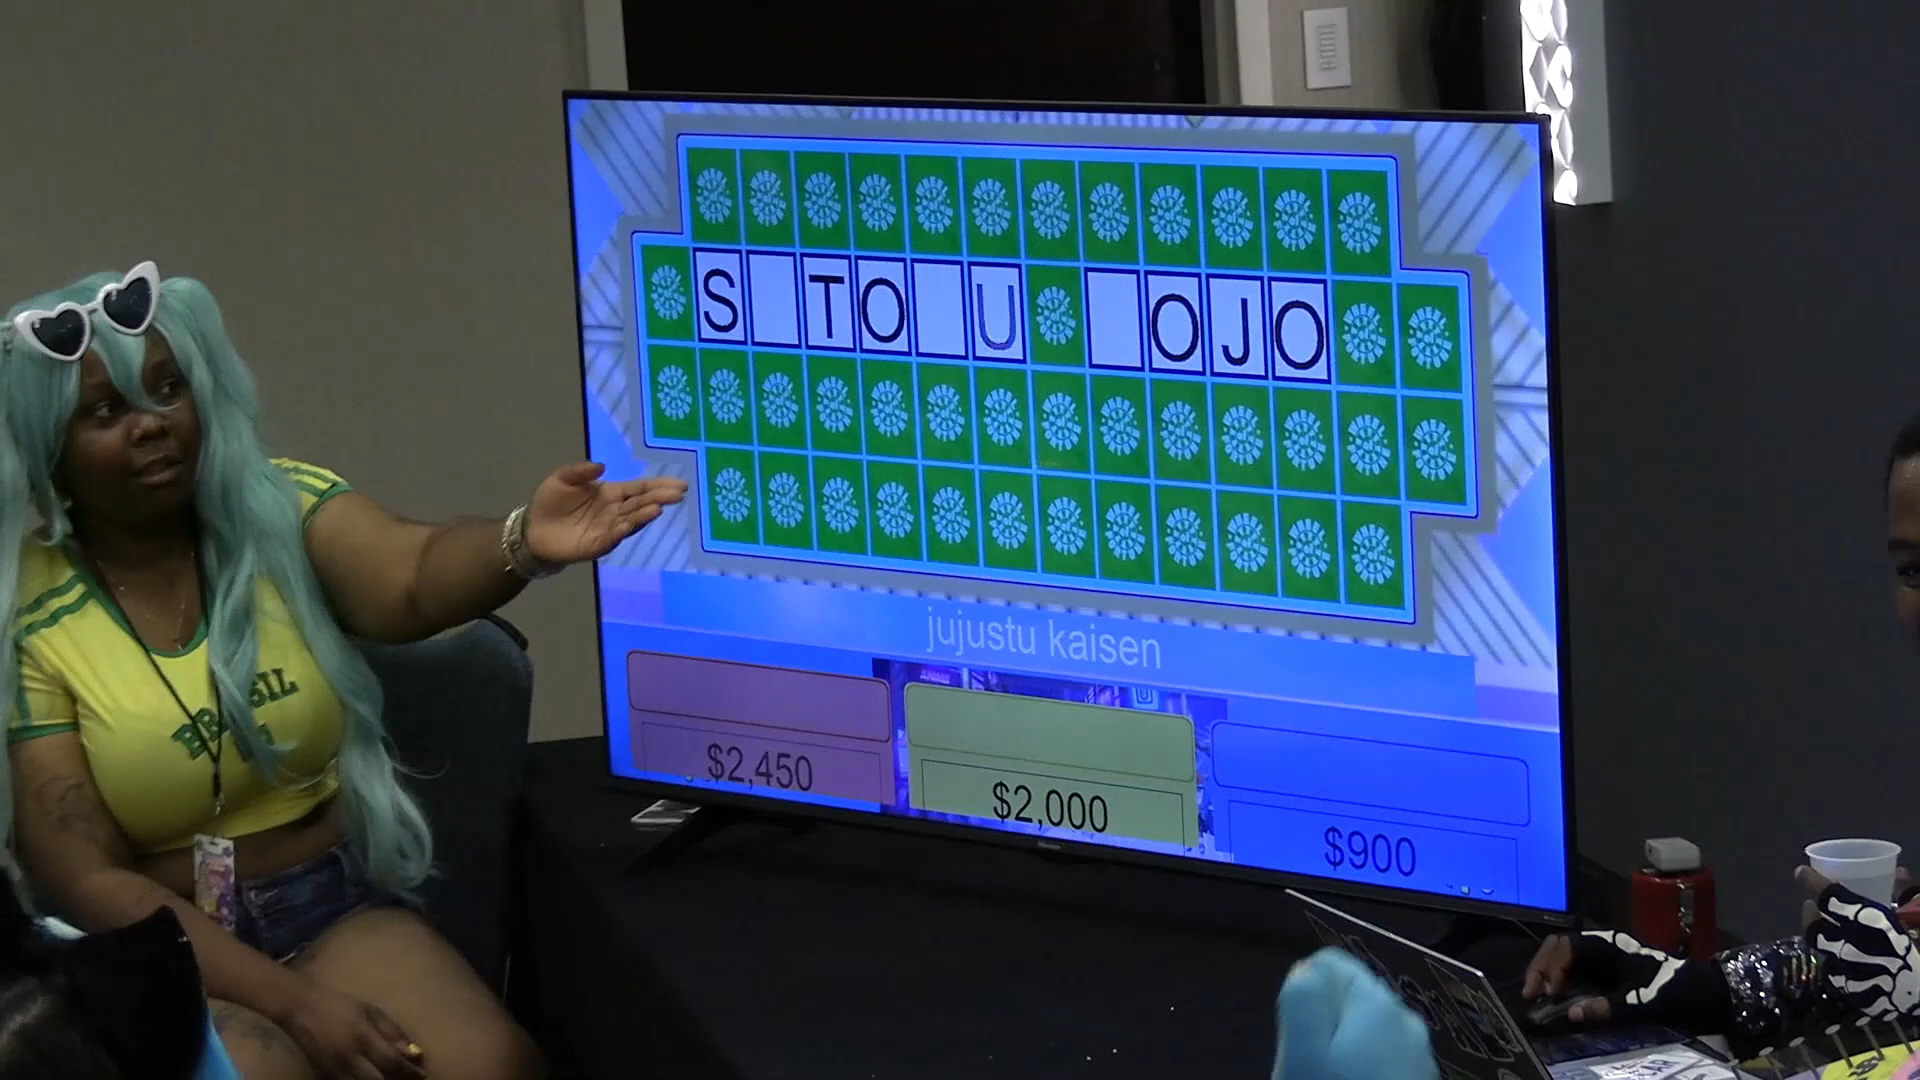 S TO U OJO
jujustu kaisen
$2,450
$2,000
$900
BRASIL